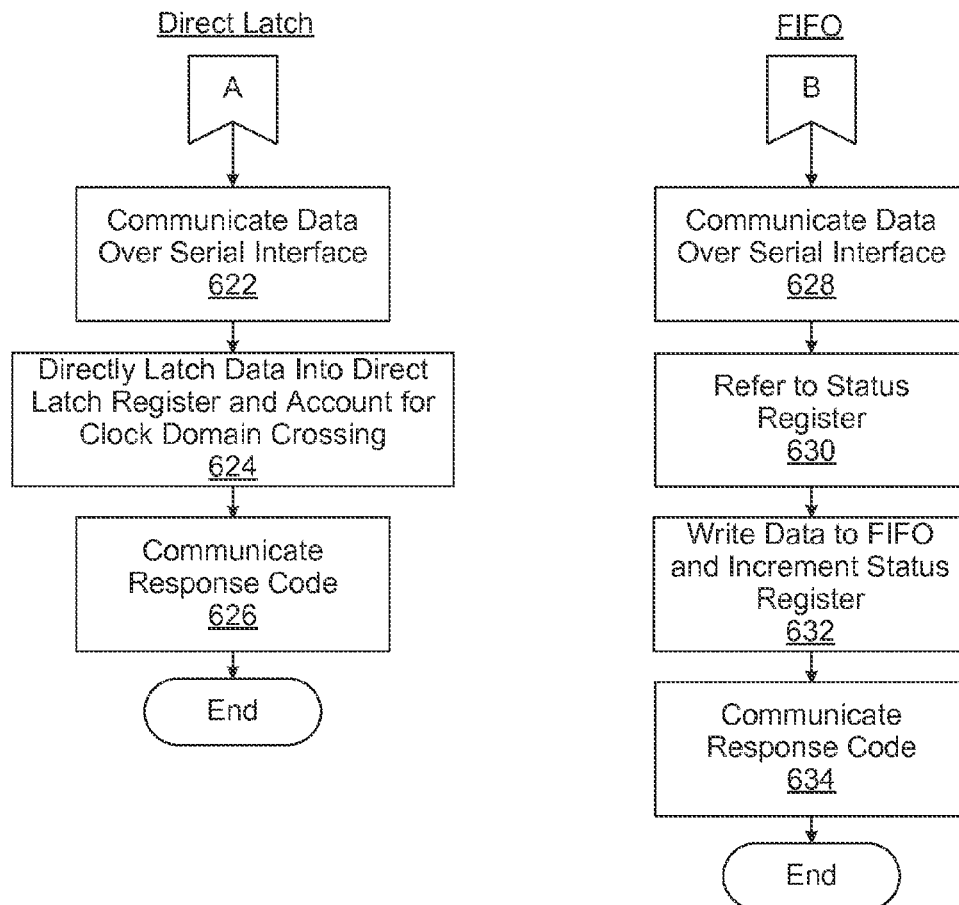 Direct Latch
A
Communicate Data
Over Serial Interface
622
Directly Latch Data Into Direct
Latch Register and Account for
Clock Domain Crossing
624
Communicate
Response Code
626
End
FIFO
B
Communicate Data
Over Serial Interface
628
Refer to Status
Register
630
Write Data to FIFO
and Increment Status
Register
632
Communicate
Response Code
634
End